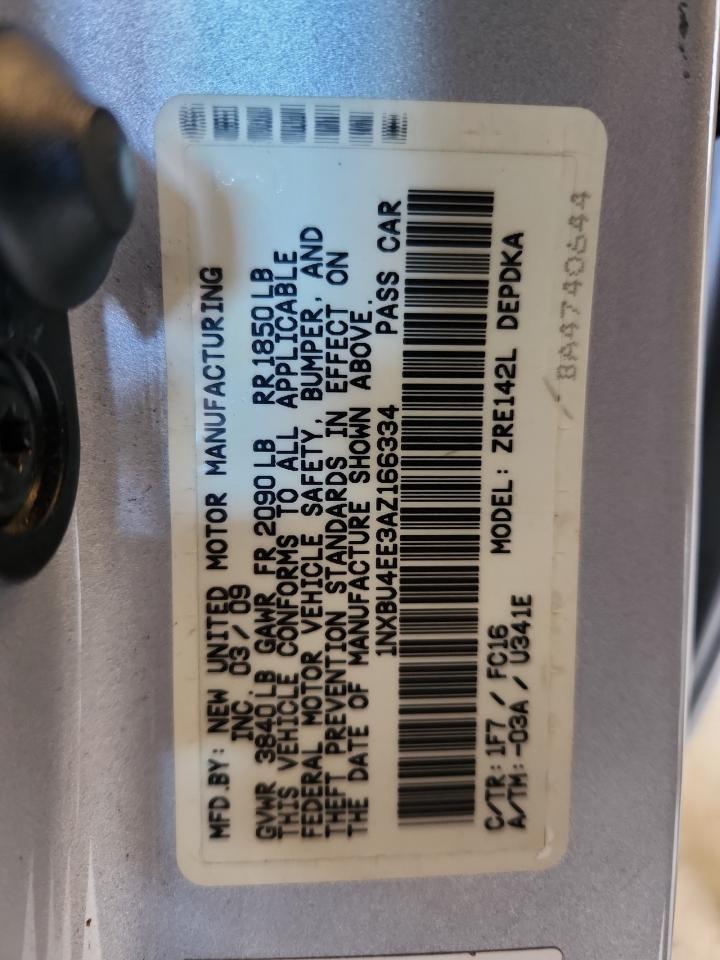 MFD.BY: NEW UNITED MOTOR MANUFACTURING
INC. 03/09
GVWR 3840LB GAWR FR 2090LB RR 1850LB
THIS VEHICLE CONFORMS TO ALL APPLICABLE
FEDERAL MOTOR VEHICLE SAFETY, BUMPER, AND
THEFT PREVENTION STANDARDS IN EFFECT ON
THE DATE OF MANUFACTURE SHOWN ABOVE.
1NXBU4EE3AZ166334 PASS CAR
C/TR: 1F7 / FC16 MODEL: ZRE142L DEPDKA
A/TM: -03A / U341E
BA4740644